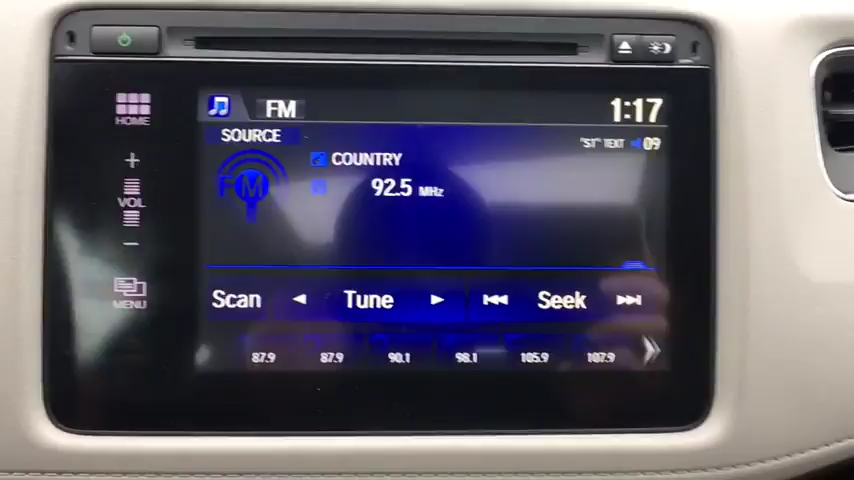 HOME
+
VOL
−
MENU
FM
1:17
SOURCE
"ST" TEXT 09
COUNTRY
FM
92.5 MHz
Scan Tune Seek
87.9 87.9 90.1 98.1 105.9 107.9